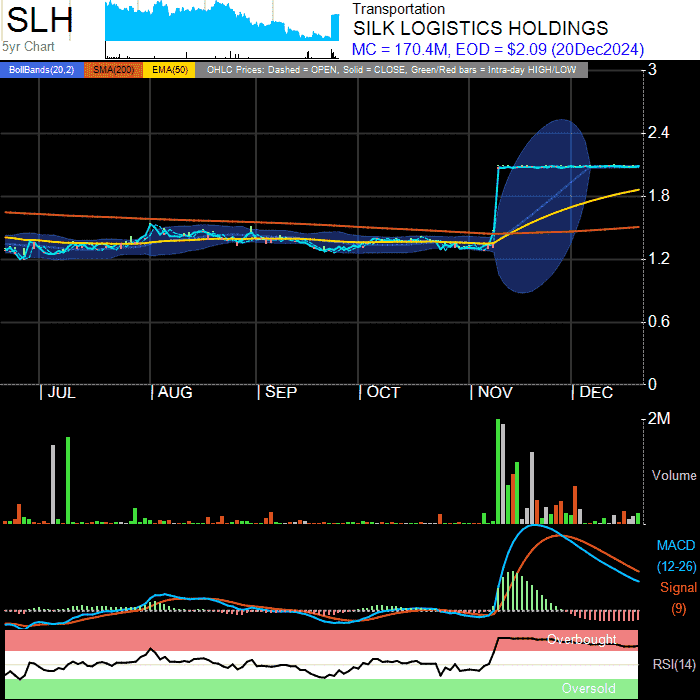 SLH
5yr Chart
Transportation
SILK LOGISTICS HOLDINGS
MC = 170.4M, EOD = $2.09 (20Dec2024)
BollBands(20,2) SMA(200) EMA(50) OHLC Prices: Dashed = OPEN, Solid = CLOSE, Green/Red bars = Intra-day HIGH/LOW
3
2.4
1.8
1.2
0.6
0
| JUL | AUG | SEP | OCT | NOV | DEC
2M
Volume
MACD
(12-26)
Signal
(9)
Overbought
RSI(14)
Oversold